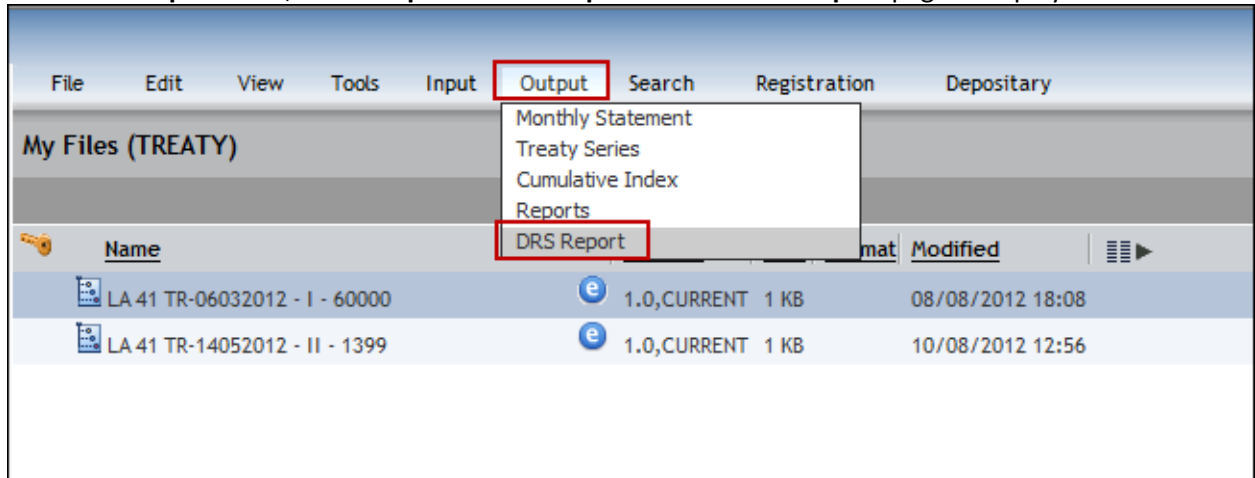 File Edit View Tools Input Output Search Registration Depositary
Monthly Statement
My Files (TREATY)
Treaty Series
Cumulative Index
Reports
DRS Report
Name mat Modified
LA 41 TR-06032012 - I - 60000 1.0,CURRENT 1 KB 08/08/2012 18:08
LA 41 TR-14052012 - II - 1399 1.0,CURRENT 1 KB 10/08/2012 12:56